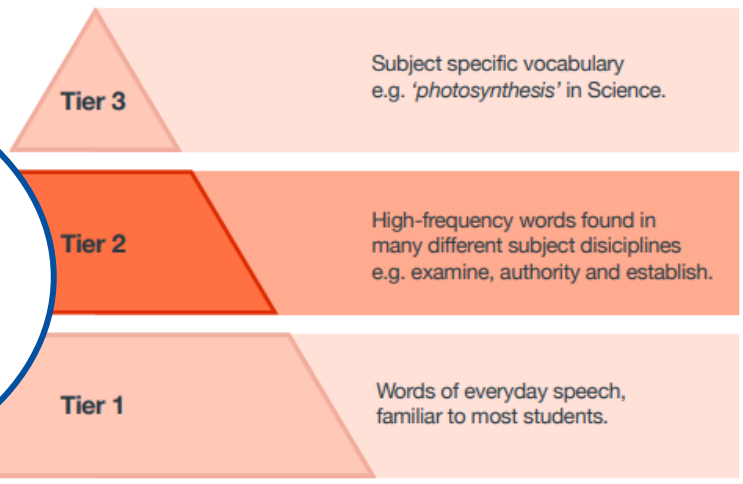 Tier 3
Subject specific vocabulary
e.g. ‘photosynthesis’ in Science.
Tier 2
High-frequency words found in
many different subject disiciplines
e.g. examine, authority and establish.
Tier 1
Words of everyday speech,
familiar to most students.